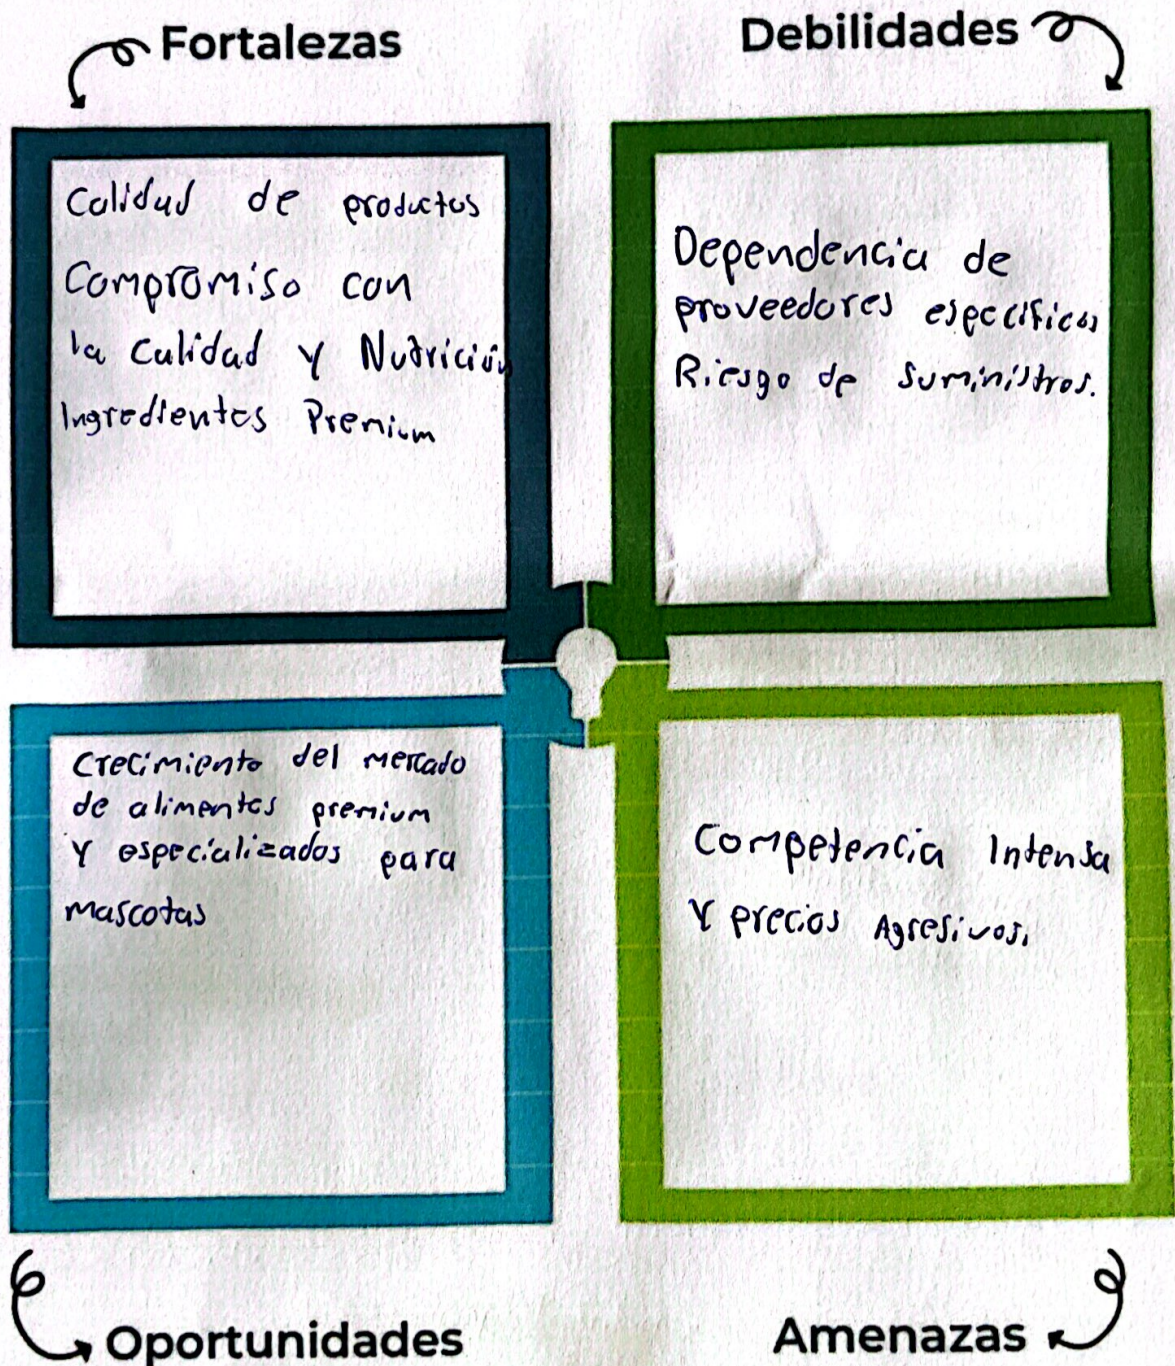 Fortalezas
Calidad de productos
Compromiso con
la Calidad y Nutrición
Ingredientes Premium
Debilidades
Dependencia de
proveedores específicos
Riesgo de Suministros.
Crecimiento del mercado
de alimentos premium
Y especializados para
mascotas
Oportunidades
Competencia Intensa
Y precios Agresivos.
Amenazas